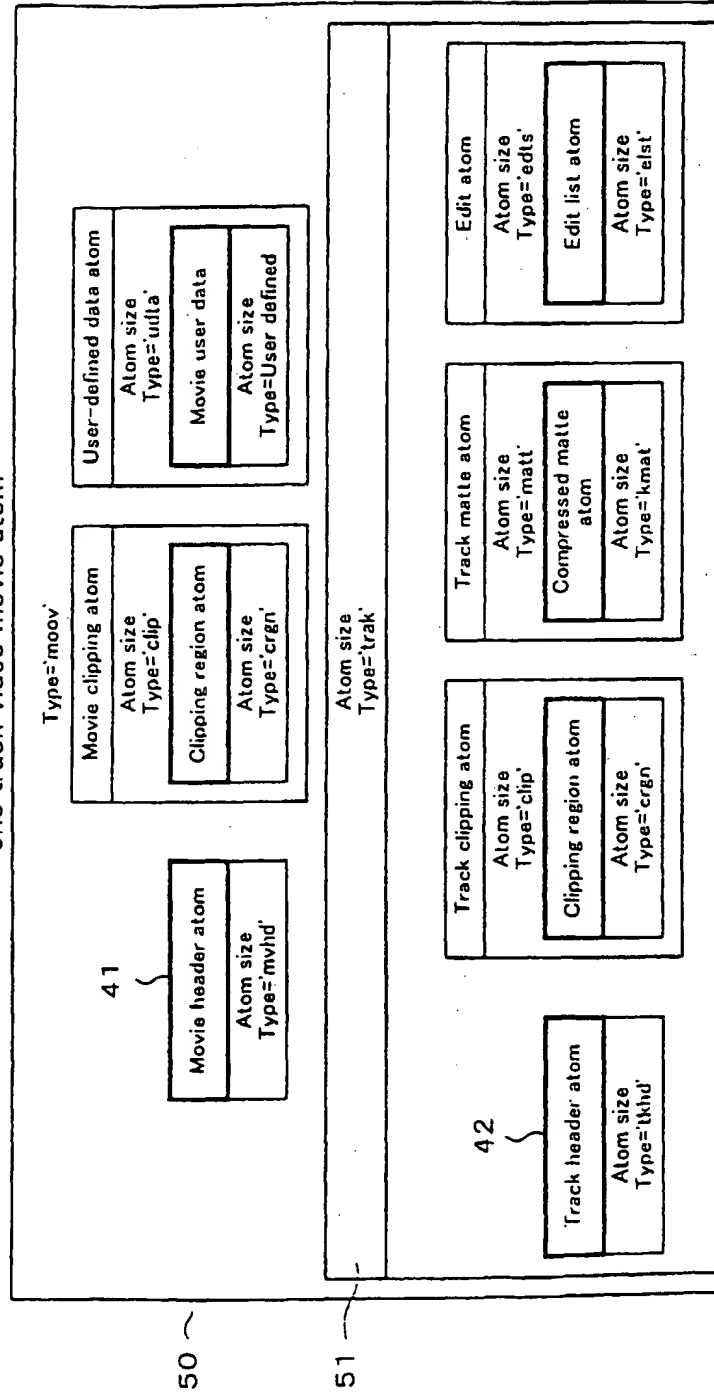 Type='moov'
50
41
Movie header atom
Atom size
Type='mvhd'
Movie clipping atom
Atom size
Type='clip'
Clipping region atom
Atom size
Type='crgn'
User-defined data atom
Atom size
Type='udta'
Movie user data
Atom size
Type=User defined
51
Atom size
Type='trak'
42
Track header atom
Atom size
Type='tkhd'
Track clipping atom
Atom size
Type='clip'
Clipping region atom
Atom size
Type='crgn'
Track matte atom
Atom size
Type='matt'
Compressed matte
atom
Atom size
Type='kmat'
Edit atom
Atom size
Type='edts'
Edit list atom
Atom size
Type='elst'